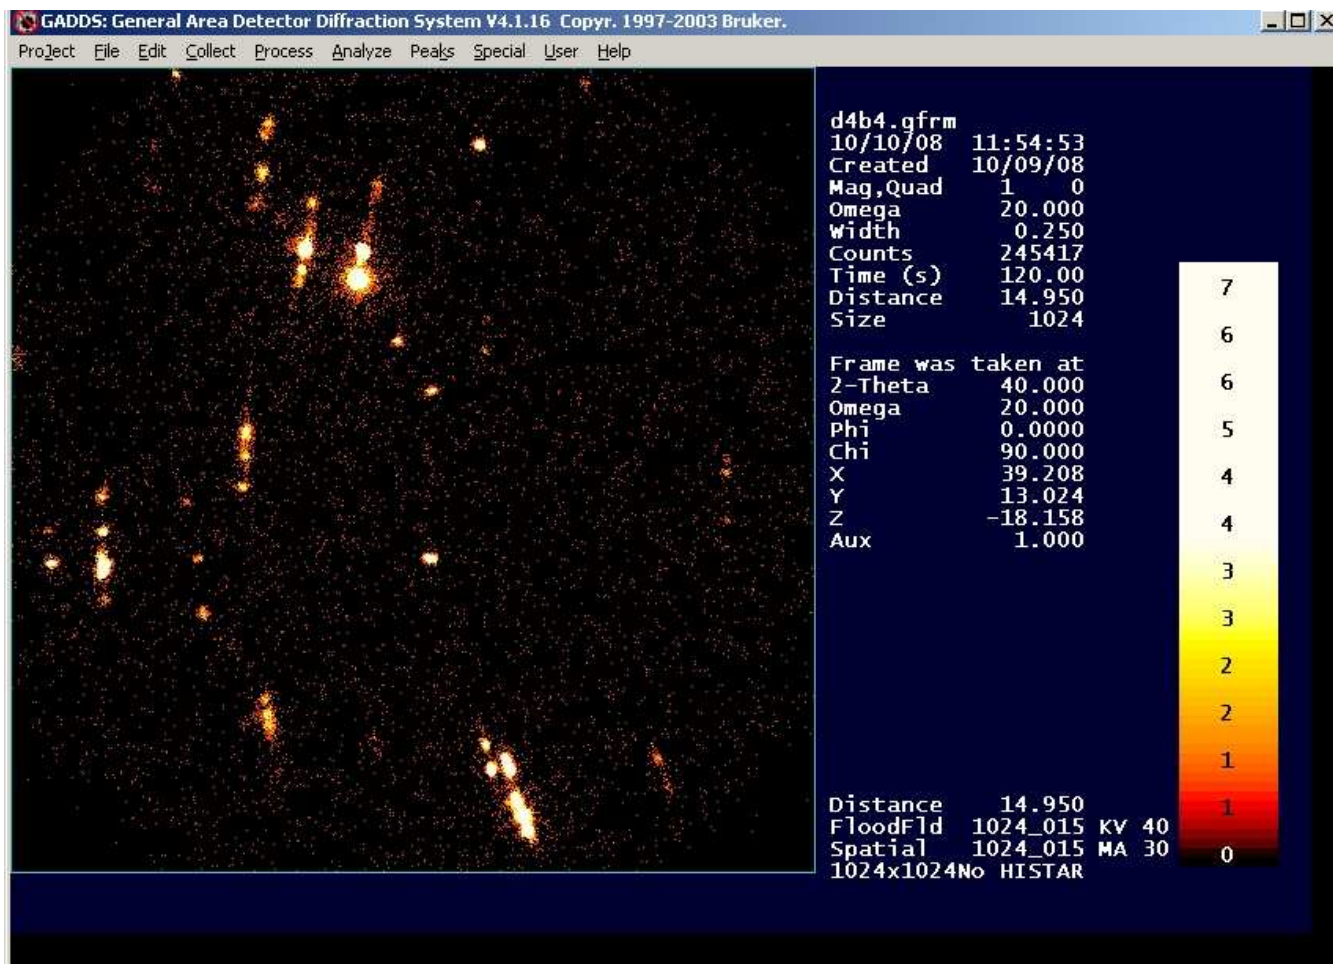 GADDS: General Area Detector Diffraction System V4.1.16 Copyr. 1997-2003 Bruker.
ProJect File Edit Collect Process Analyze Peaks Special User Help
d4b4.gfrm
10/10/08 11:54:53
Created 10/09/08
Mag,Quad 1 0
Omega 20.000
Width 0.250
Counts 245417
Time (s) 120.00
Distance 14.950
Size 1024
Frame was taken at
2-Theta 40.000
Omega 20.000
Phi 0.0000
Chi 90.000
X 39.208
Y 13.024
Z -18.158
Aux 1.000
Distance 14.950
FloodFld 1024_015 KV 40
Spatial 1024_015 MA 30
1024x1024No HISTAR
7
6
6
5
4
4
3
3
2
2
1
1
0